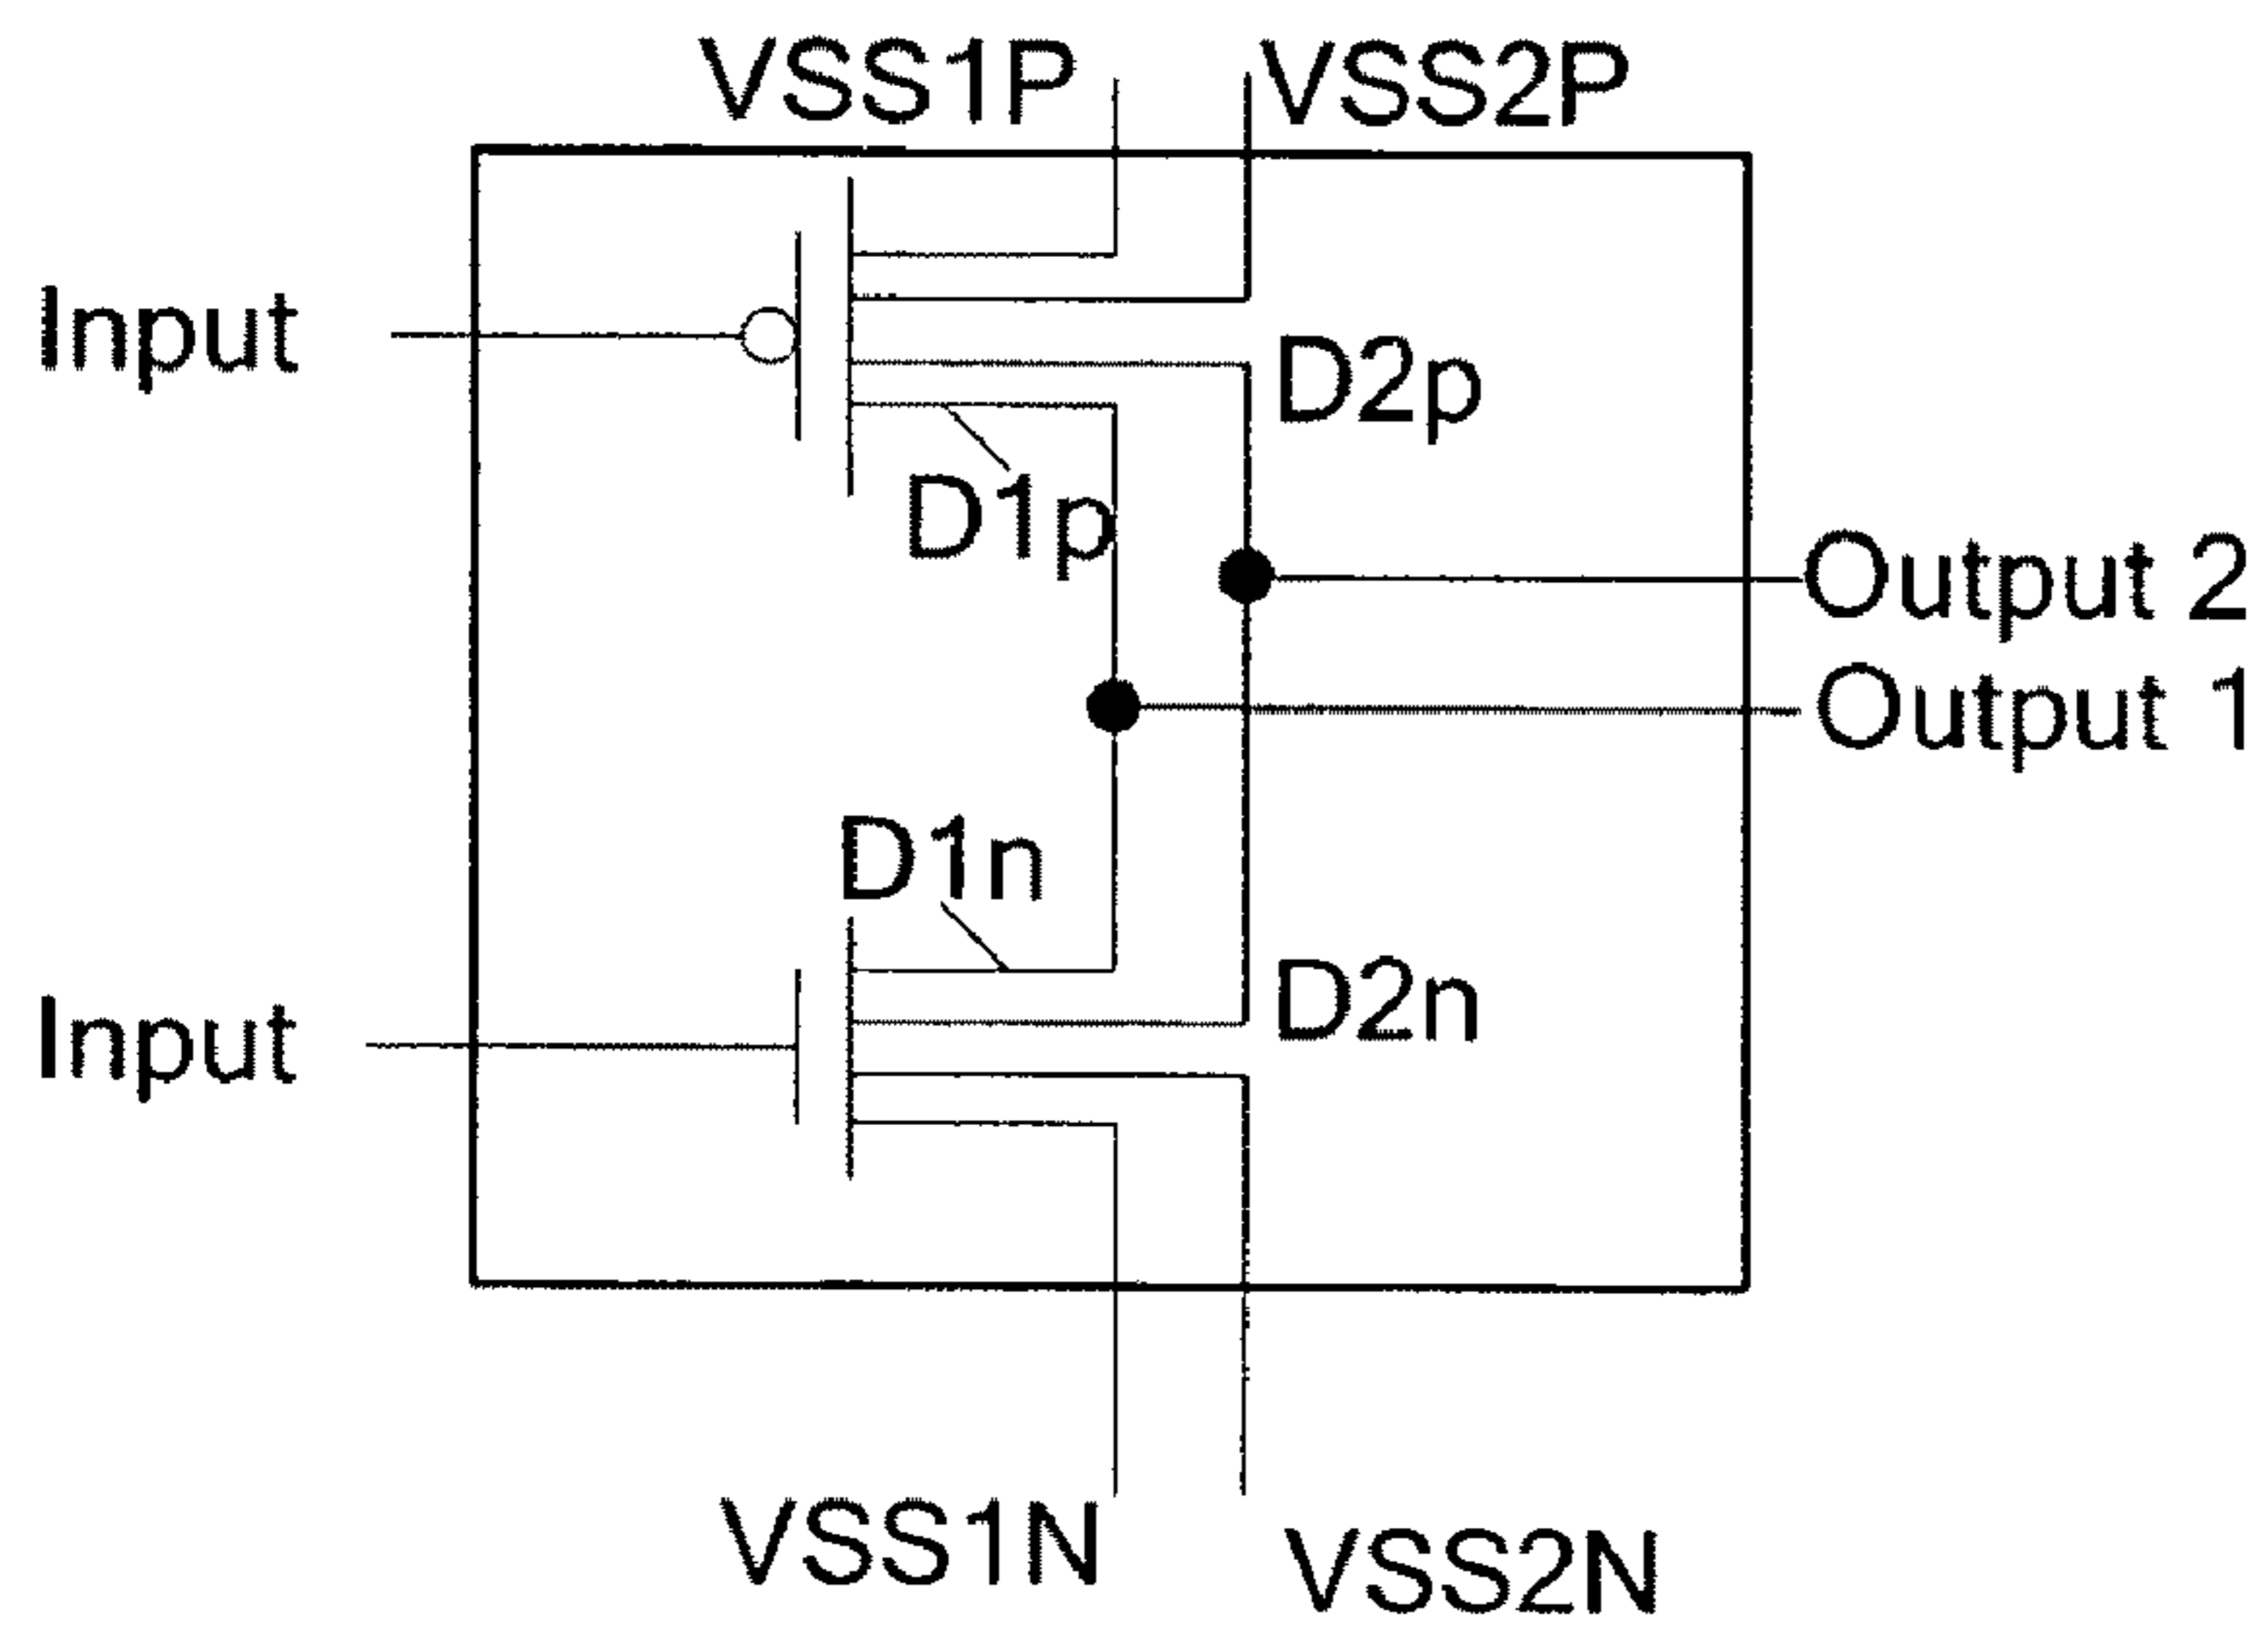 VSS1P VSS2P
Input
D2p
D1p
Output 2
Output 1
D1n
D2n
Input
VSS1N
VSS2N